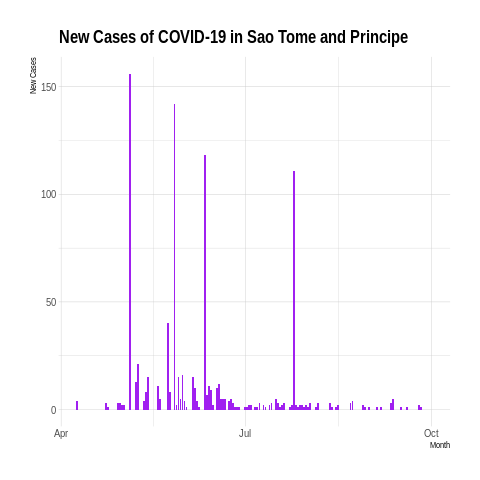 New Cases of COVID-19 in Sao Tome and Principe
New Cases
150
100
50
0
Apr
Jul
Oct
Month